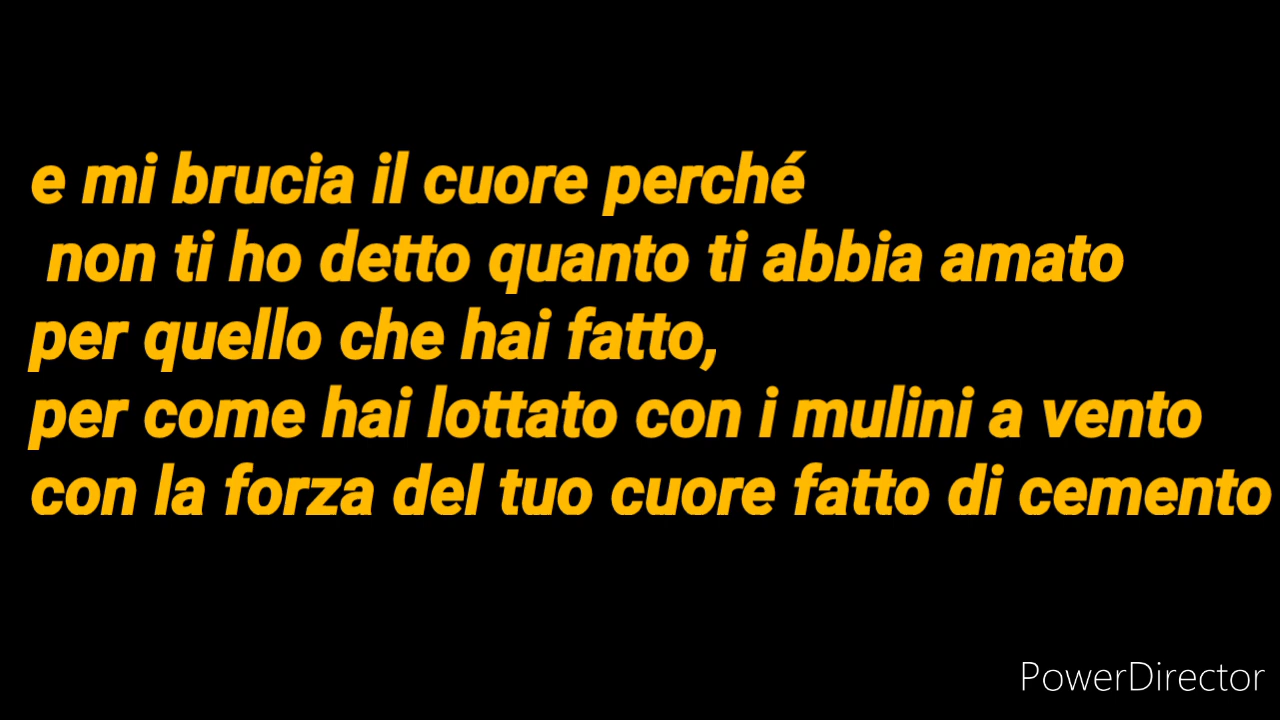 e mi brucia il cuore perché
non ti ho detto quanto ti abbia amato
per quello che hai fatto,
per come hai lottato con i mulini a vento
con la forza del tuo cuore fatto di cemento
PowerDirector